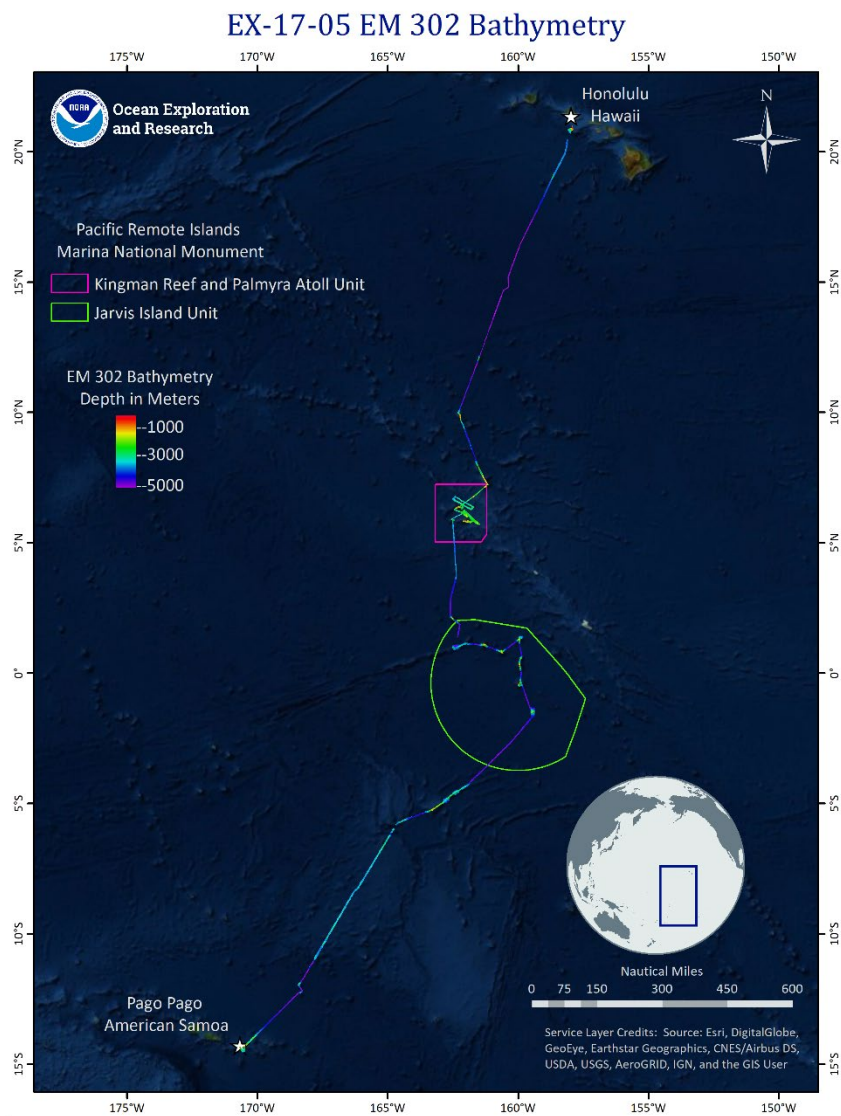 EX-17-05 EM 302 Bathymetry
175°W 170°W 165°W 160°W 155°W 150°W
NOAA
Ocean Exploration
and Research
Honolulu
Hawaii
N
Pacific Remote Islands
Marina National Monument
Kingman Reef and Palmyra Atoll Unit
Jarvis Island Unit
EM 302 Bathymetry
Depth in Meters
--1000
--3000
--5000
20°N 20°N
15°N 15°N
10°N 10°N
5°N 5°N
0° 0°
5°S 5°S
10°S 10°S
15°S 15°S
Pago Pago
American Samoa
Nautical Miles
0 75 150 300 450 600
Service Layer Credits: Source: Esri, DigitalGlobe,
GeoEye, Earthstar Geographics, CNES/Airbus DS,
USDA, USGS, AeroGRID, IGN, and the GIS User
175°W 170°W 165°W 160°W 155°W 150°W